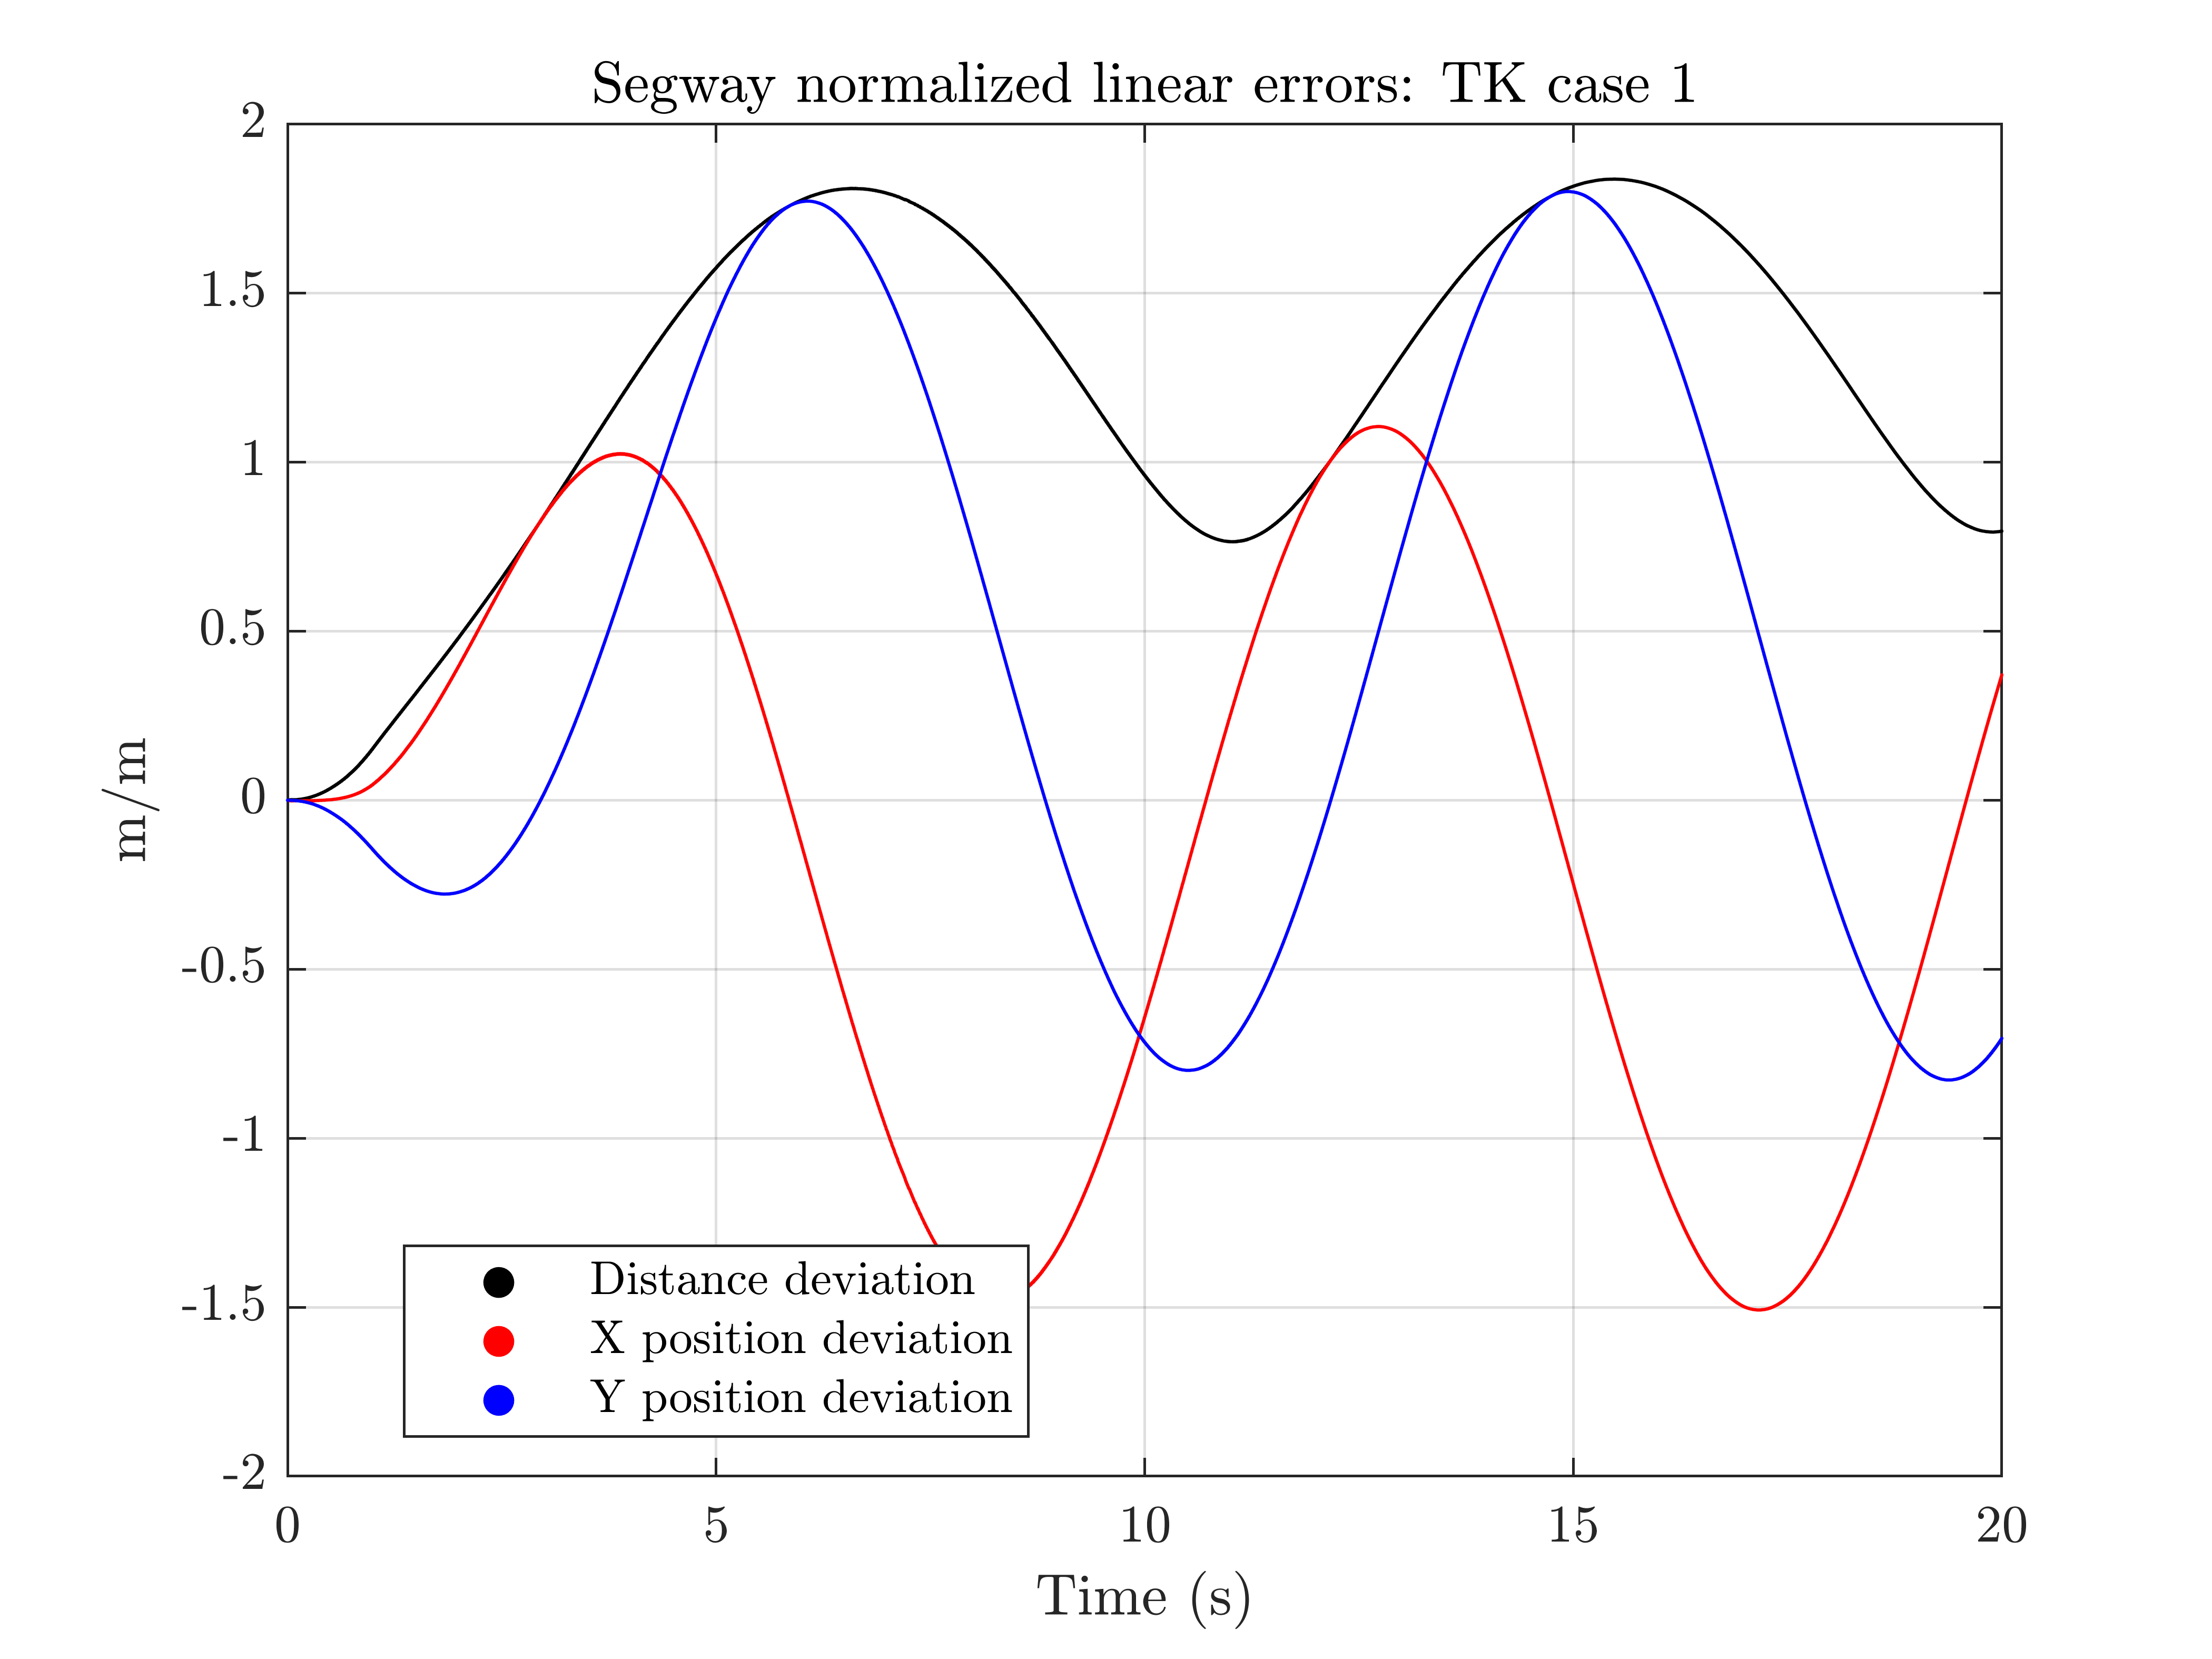 Segway normalized linear errors: TK case 1
2
1.5
1
0.5
0
-0.5
-1
-1.5
-2
m/m
Distance deviation
X position deviation
Y position deviation
0 5 10 15 20
Time (s)